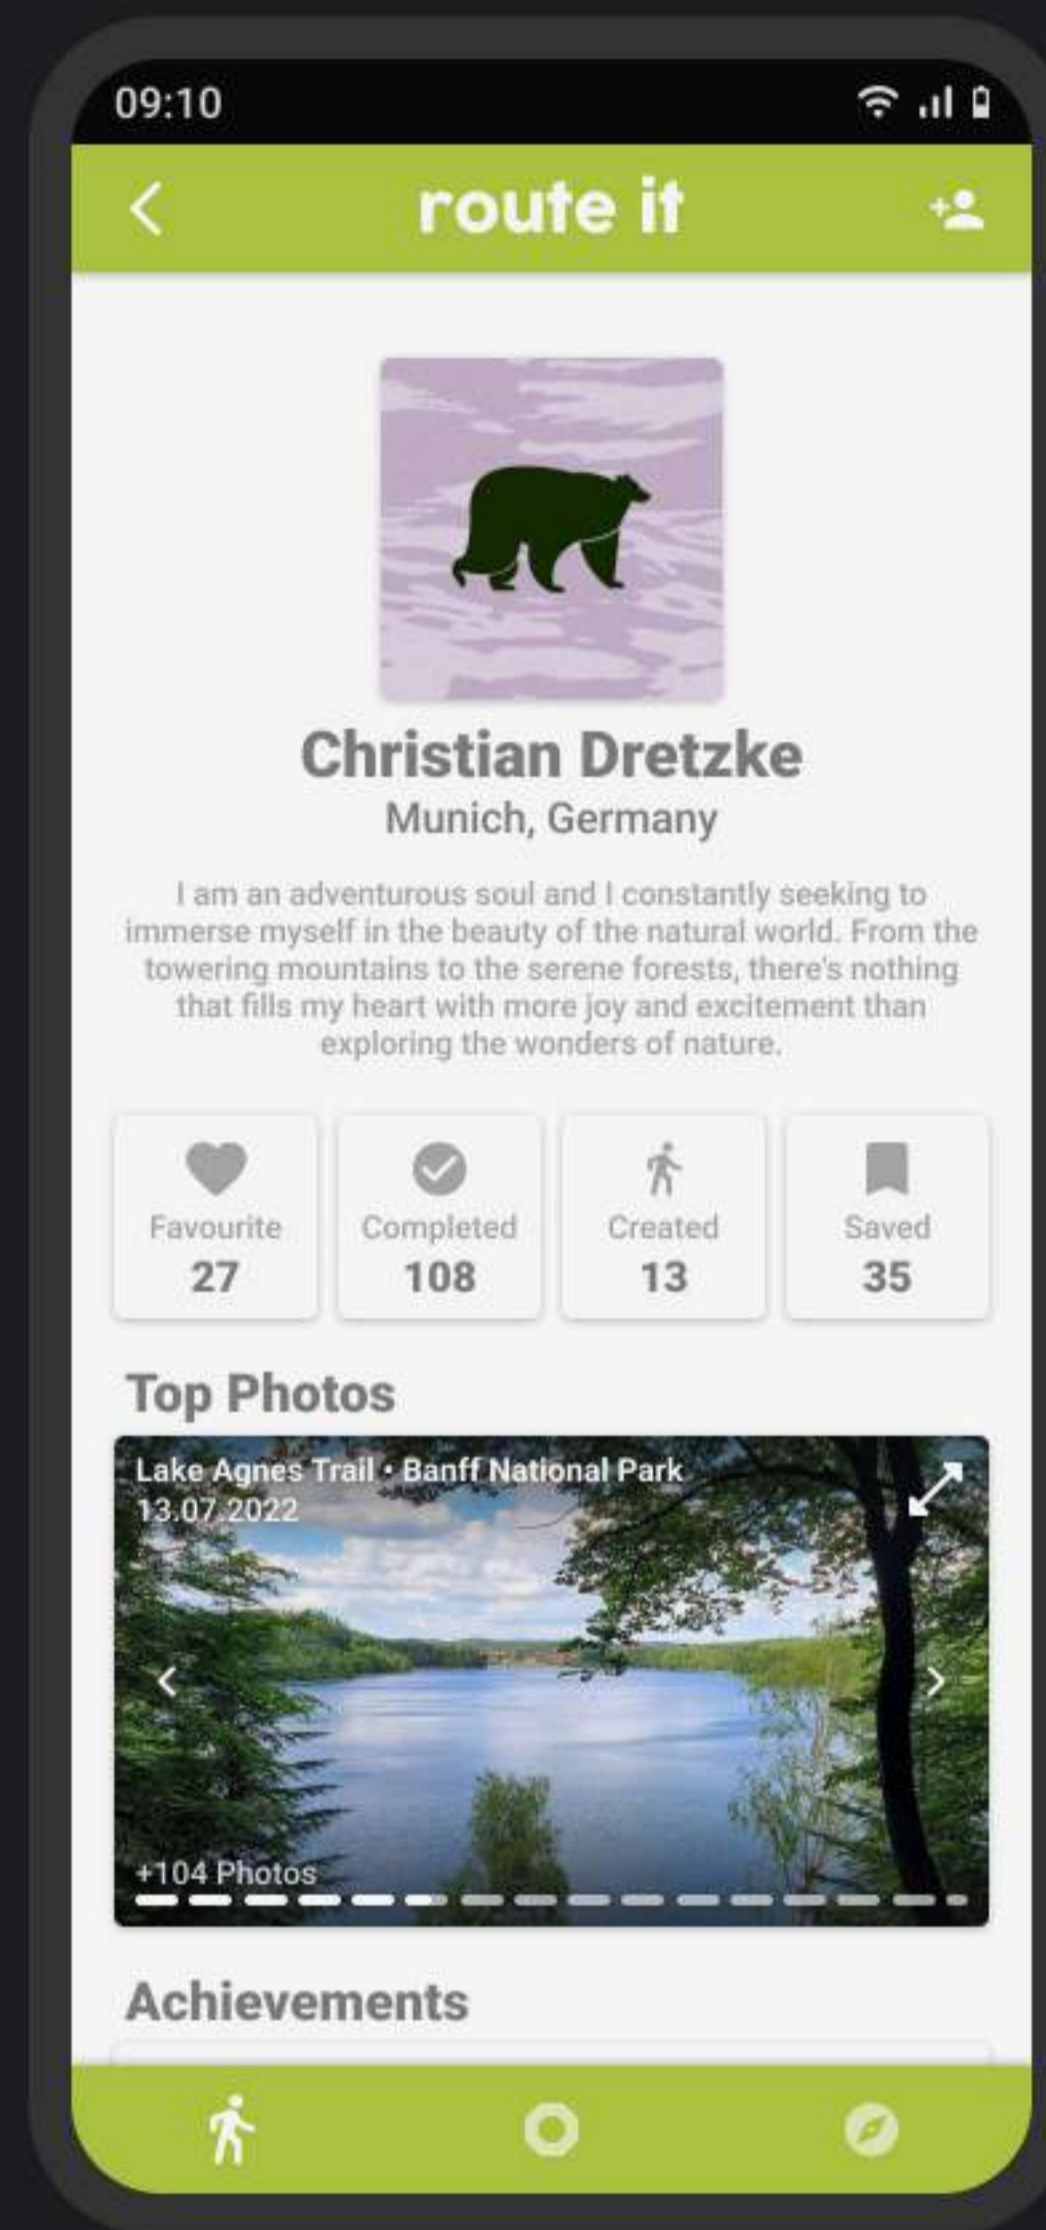 09:10
route it
Christian Dretzke
Munich, Germany
I am an adventurous soul and I constantly seeking to
immerse myself in the beauty of the natural world. From the
towering mountains to the serene forests, there's nothing
that fills my heart with more joy and excitement than
exploring the wonders of nature.
Favourite
27
Completed
108
Created
13
Saved
35
Top Photos
Lake Agnes Trail • Banff National Park
13.07.2022
+104 Photos
Achievements